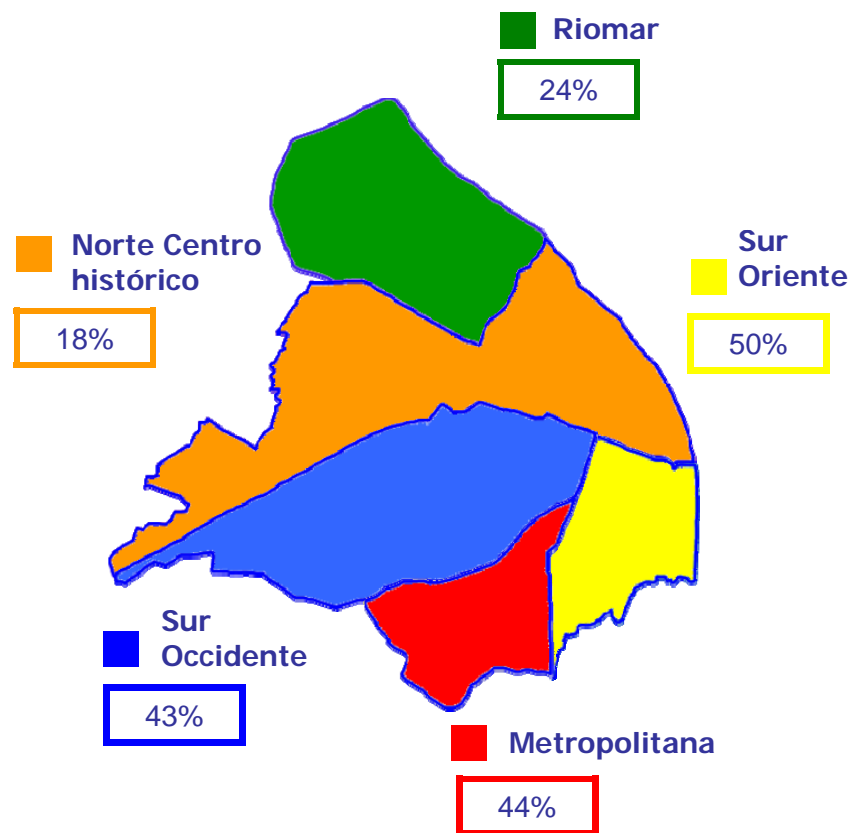 Riomar
24%
Norte Centro
histórico
18%
Sur
Oriente
50%
Sur
Occidente
43%
Metropolitana
44%